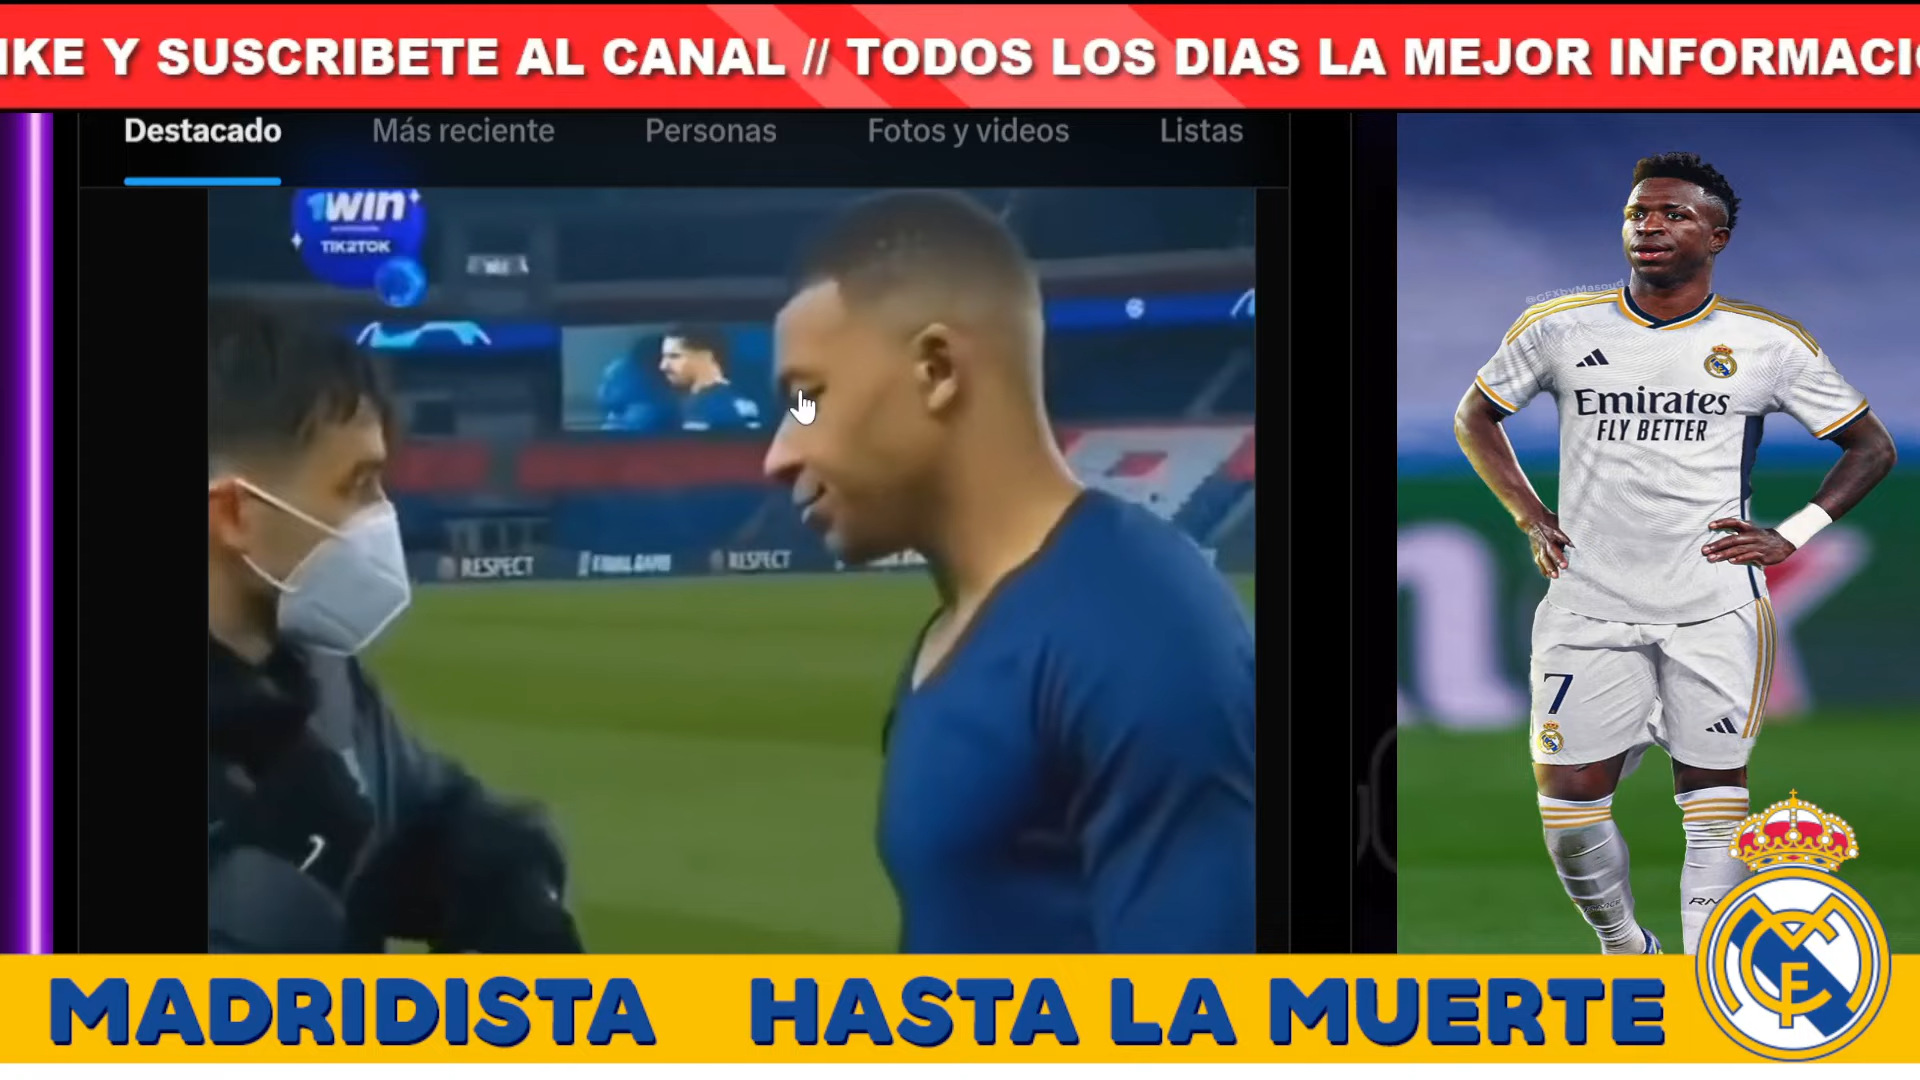 IKE Y SUSCRIBETE AL CANAL // TODOS LOS DIAS LA MEJOR INFORMACI
Destacado Más reciente Personas Fotos y videos Listas
1win
TIK2TOK
RESPECT
RESPECT
@GFXbyMasoud
Emirates
FLY BETTER
7
MADRIDISTA HASTA LA MUERTE